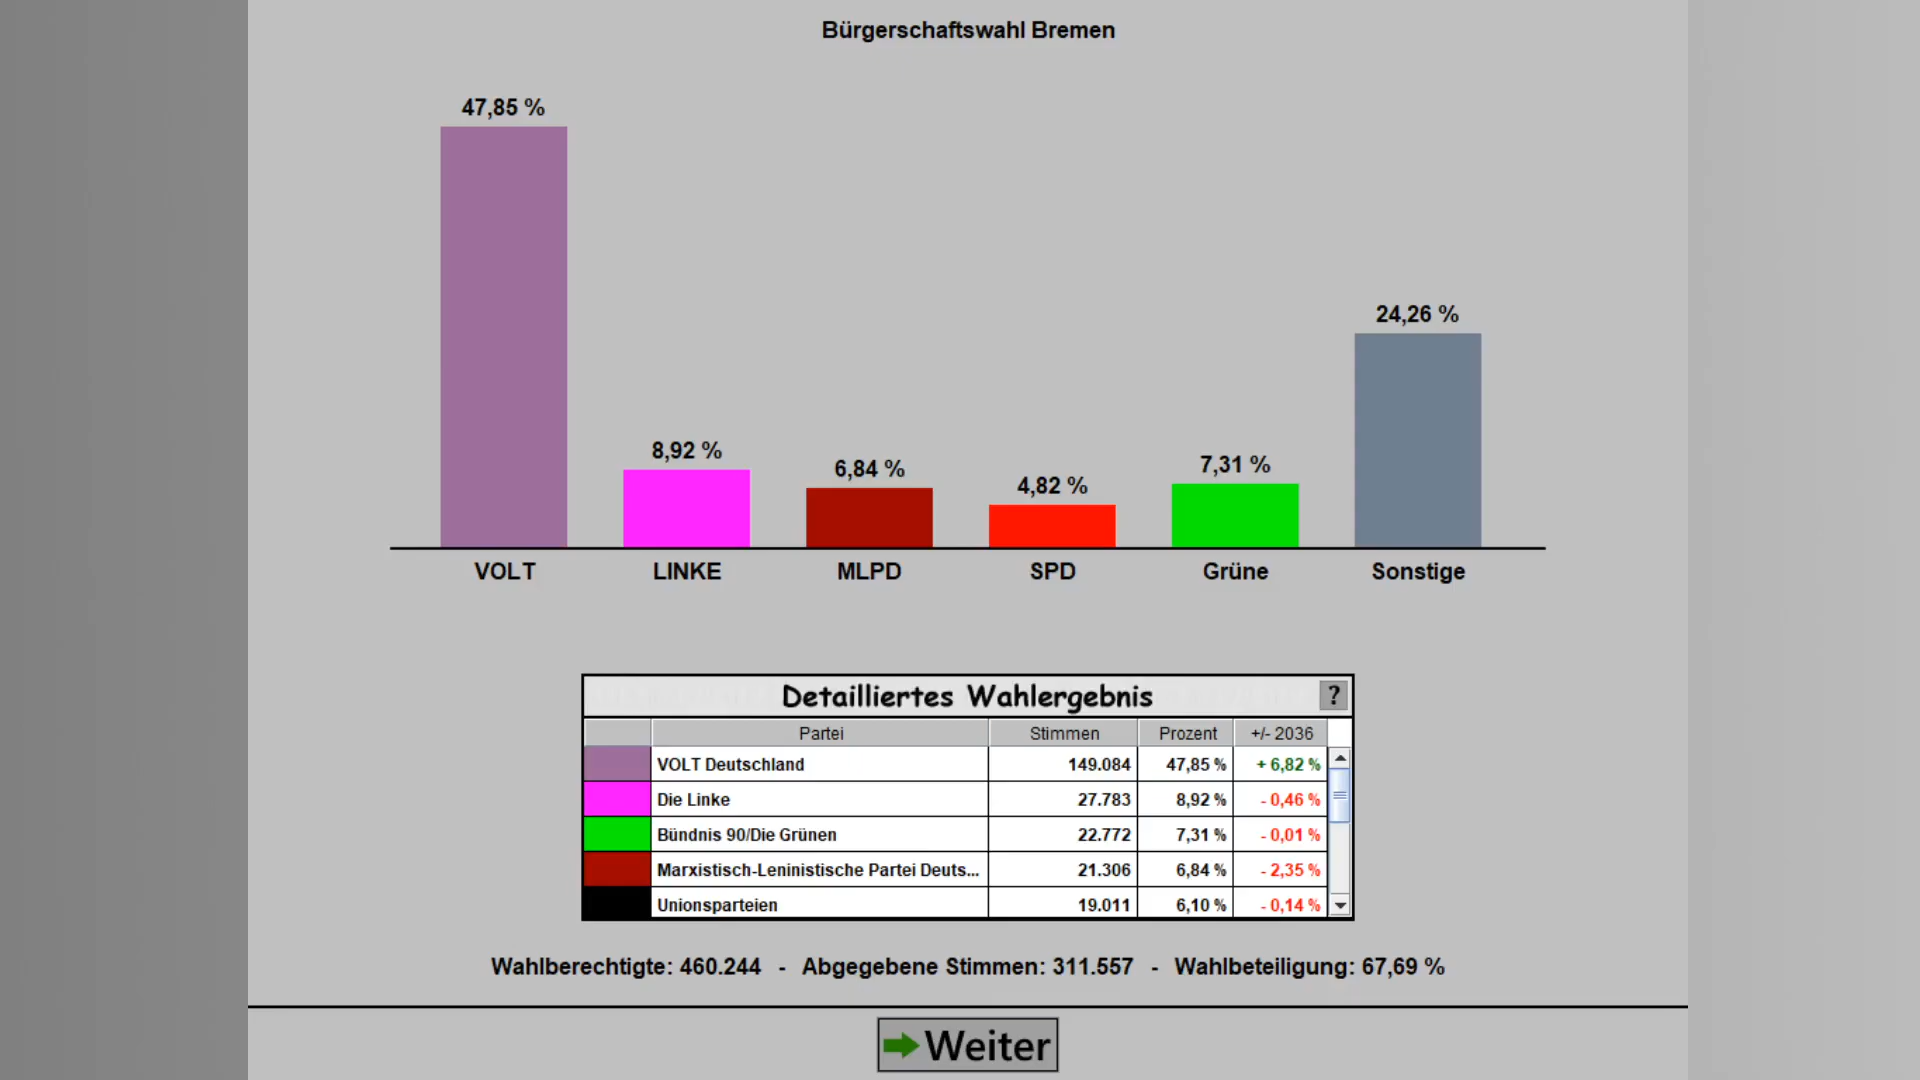 Bürgerschaftswahl Bremen
47,85 %
24,26 %
8,92 %
6,84 %
4,82 %
7,31 %
VOLT LINKE MLPD SPD Grüne Sonstige
Detailliertes Wahlergebnis ?
Partei Stimmen Prozent +/- 2036
VOLT Deutschland 149.084 47,85 % + 6,82 %
Die Linke 27.783 8,92 % - 0,46 %
Bündnis 90/Die Grünen 22.772 7,31 % - 0,01 %
Marxistisch-Leninistische Partei Deuts... 21.306 6,84 % - 2,35 %
Unionsparteien 19.011 6,10 % - 0,14 %
Wahlberechtigte: 460.244 - Abgegebene Stimmen: 311.557 - Wahlbeteiligung: 67,69 %
Weiter